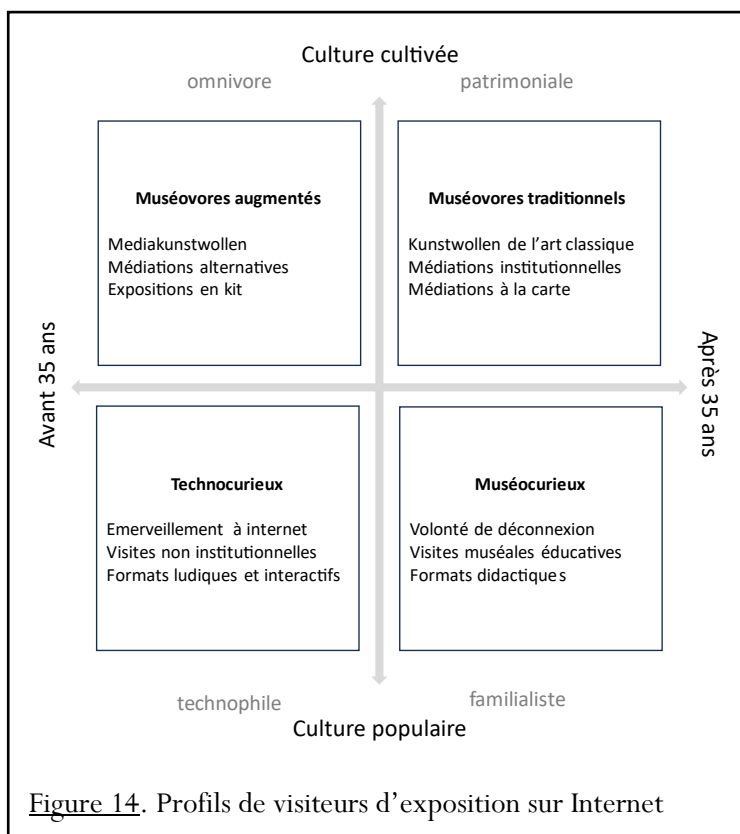 Culture cultivée
omnivore
patrimoniale
Muséovores augmentés
Mediakunstwollen
Médiations alternatives
Expositions en kit
Muséovores traditionnels
Kunstwollen de l’art classique
Médiations institutionnelles
Médiations à la carte
Avant 35 ans
Après 35 ans
Technocurieux
Emerveillement à internet
Visites non institutionnelles
Formats ludiques et interactifs
Muséocurieux
Volonté de déconnexion
Visites muséales éducatives
Formats didactiques
technophile
familialiste
Culture populaire
Figure 14. Profils de visiteurs d’exposition sur Internet